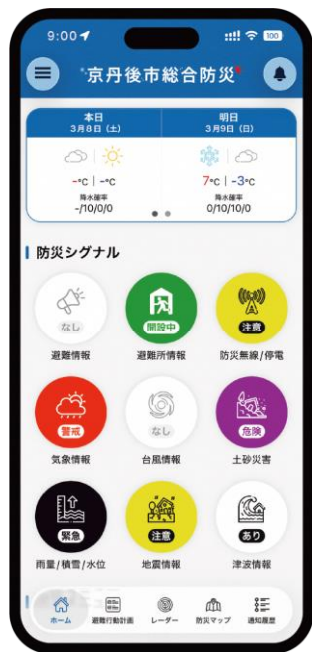 9:00
100
京丹後市総合防災
本日 明日
3月8日（土） 3月9日（日）
-°C | -°C 7°C | -3°C
降水確率 降水確率
-/10/0/0 0/10/10/0
防災シグナル
なし 開設中 注意
避難情報 避難所情報 防災無線/停電
警戒 なし 危険
気象情報 台風情報 土砂災害
緊急 注意 あり
雨量/積雪/水位 地震情報 津波情報
ホーム 避難行動計画 レーダー 防災マップ 通知履歴